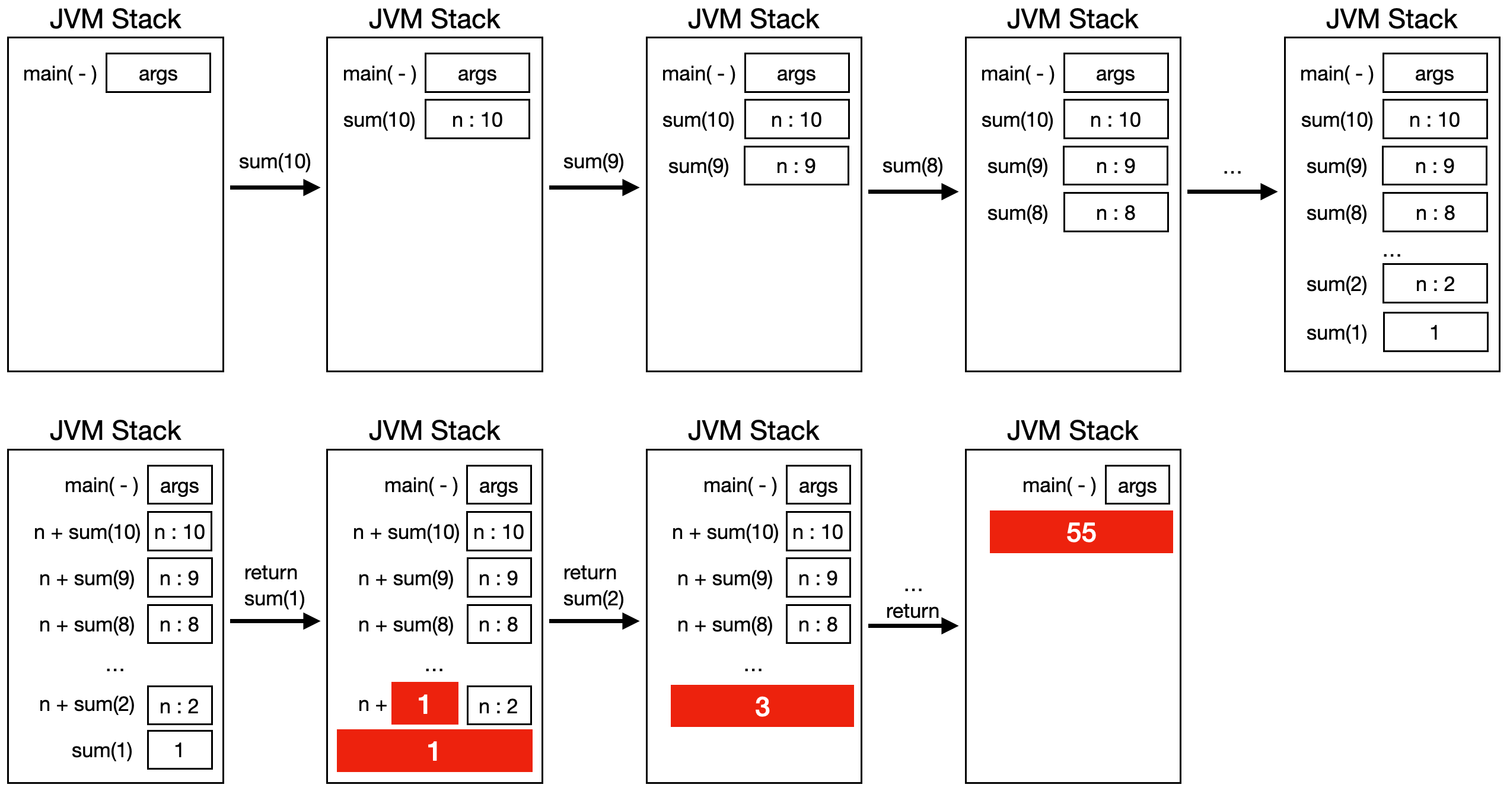 JVM Stack
main( - ) args
sum(10)
JVM Stack
main( - ) args
sum(10) n : 10
sum(9)
JVM Stack
main( - ) args
sum(10) n : 10
sum(9) n : 9
sum(8)
JVM Stack
main( - ) args
sum(10) n : 10
sum(9) n : 9
sum(8) n : 8
...
JVM Stack
main( - ) args
sum(10) n : 10
sum(9) n : 9
sum(8) n : 8
...
sum(2) n : 2
sum(1) 1
JVM Stack
main( - ) args
n + sum(10) n : 10
n + sum(9) n : 9
n + sum(8) n : 8
...
n + sum(2) n : 2
sum(1) 1
return
sum(1)
JVM Stack
main( - ) args
n + sum(10) n : 10
n + sum(9) n : 9
n + sum(8) n : 8
...
n + 1 n : 2
1
return
sum(2)
JVM Stack
main( - ) args
n + sum(10) n : 10
n + sum(9) n : 9
n + sum(8) n : 8
...
3
...
return
JVM Stack
main( - ) args
55